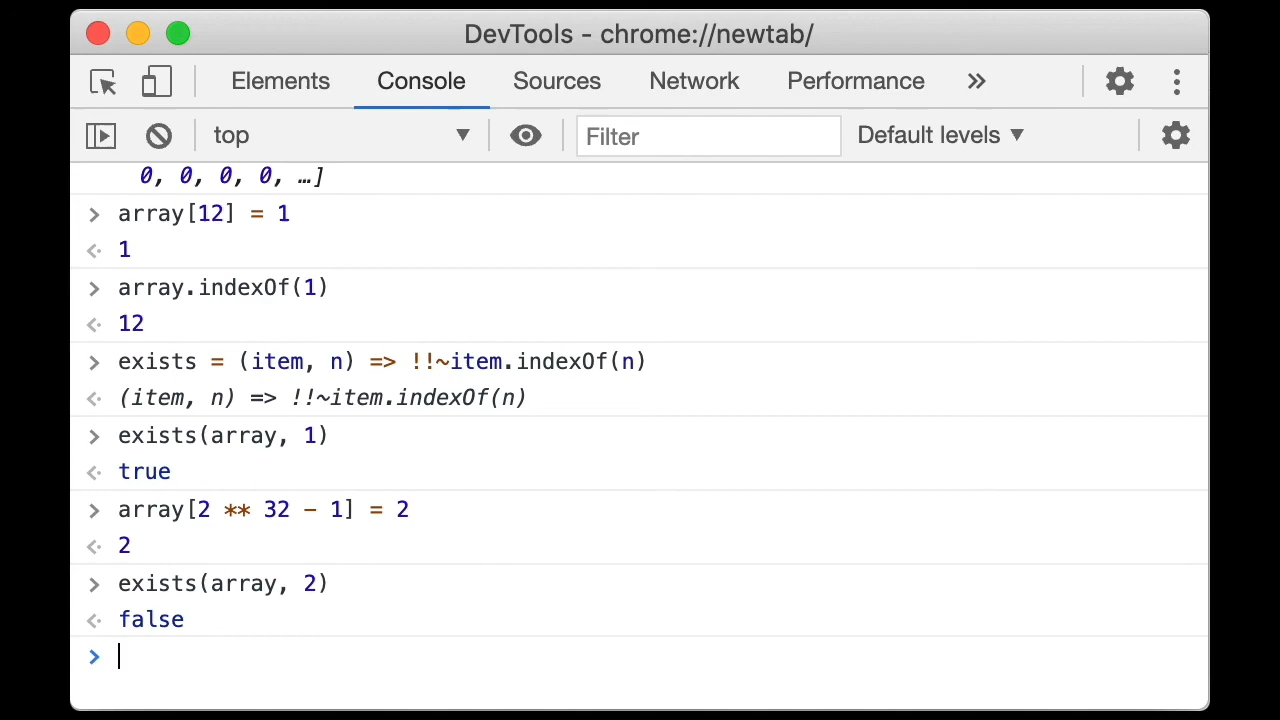 DevTools - chrome://newtab/
Elements Console Sources Network Performance »
top ▼ Filter Default levels ▼
0, 0, 0, 0, …]
> array[12] = 1
1
> array.indexOf(1)
12
> exists = (item, n) => !!~item.indexOf(n)
(item, n) => !!~item.indexOf(n)
> exists(array, 1)
true
> array[2 ** 32 - 1] = 2
2
> exists(array, 2)
false
>